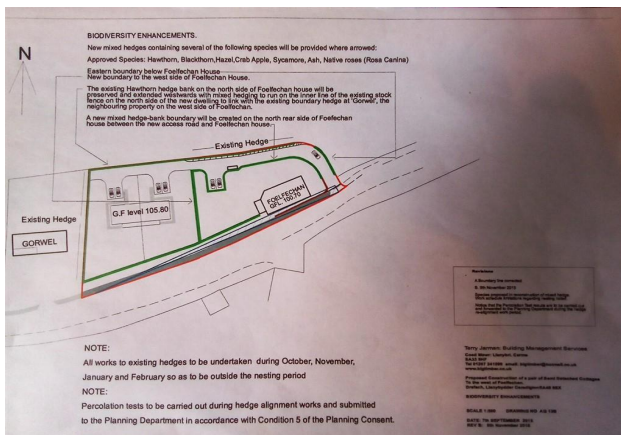 BIODIVERSITY ENHANCEMENTS.
New mixed hedges containing several of the following species will be provided where arrowed:
Approved Species: Hawthorn, Blackthorn,Hazel,Crab Apple, Sycamore, Ash, Native roses (Rosa Canina)
Eastern boundary below Foelfechan House
New boundary to the west side of Foelfechan House.
The existing Hawthorn hedge bank on the north side of Foelfechan house will be
preserved and extended westwards with mixed hedging to run on the inner line of the existing stock
fence on the north side of the new dwelling to link with the existing boundary hedge at 'Gorwel', the
neighbouring property on the west side of Foelfechan.
A new mixed hedge-bank boundary will be created on the north rear side of Foelfechan
house between the new access road and Foelfechan house.
N
Existing Hedge
G.F level 105.80
FOELFECHAN
GFL. 100.70
Existing Hedge
GORWEL
NOTE:
All works to existing hedges to be undertaken during October, November,
January and February so as to be outside the nesting period
NOTE:
Percolation tests to be carried out during hedge alignment works and submitted
to the Planning Department in accordance with Condition 5 of the Planning Consent.
Terry Jarman Building Management Services
BIODIVERSITY ENHANCEMENTS